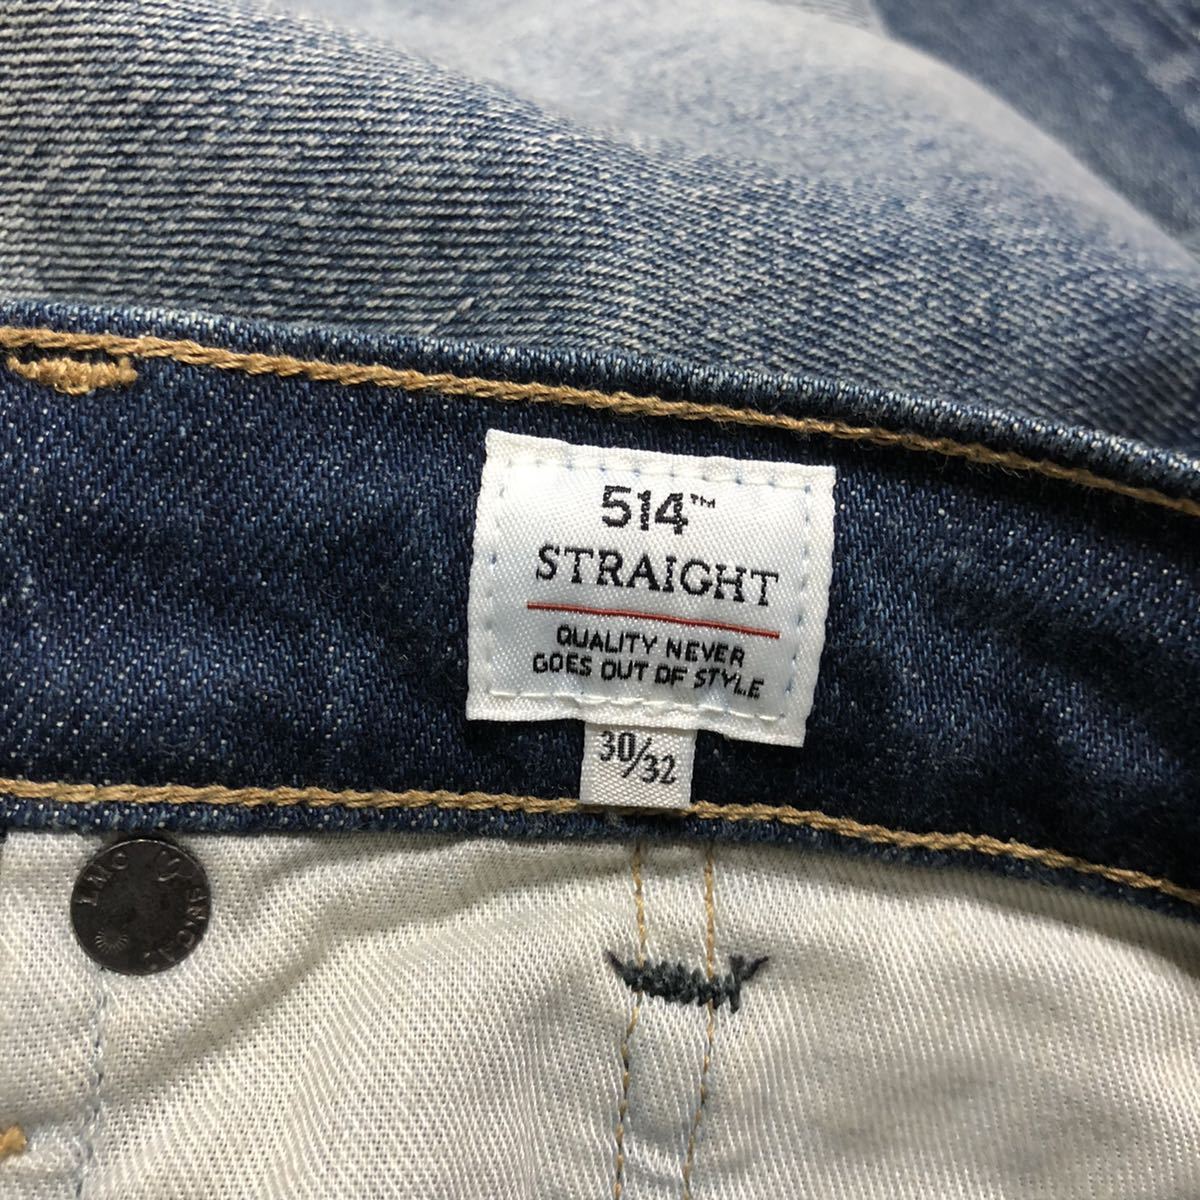 514™
STRAIGHT
QUALITY NEVER
GOES OUT OF STYLE
30/32